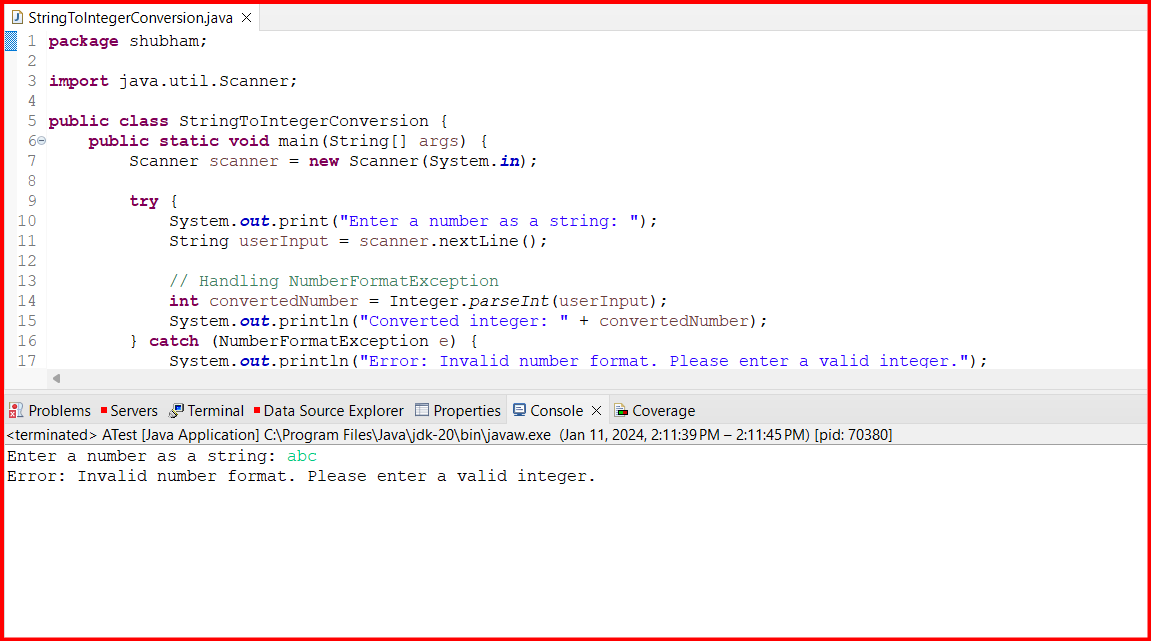 StringToIntegerConversion.java
1 package shubham;
2
3 import java.util.Scanner;
4
5 public class StringToIntegerConversion {
6 public static void main(String[] args) {
7 Scanner scanner = new Scanner(System.in);
8
9 try {
10 System.out.print("Enter a number as a string: ");
11 String userInput = scanner.nextLine();
12
13 // Handling NumberFormatException
14 int convertedNumber = Integer.parseInt(userInput);
15 System.out.println("Converted integer: " + convertedNumber);
16 } catch (NumberFormatException e) {
17 System.out.println("Error: Invalid number format. Please enter a valid integer.");
Problems Servers Terminal Data Source Explorer Properties Console Coverage
<terminated> ATest [Java Application] C:\Program Files\Java\jdk-20\bin\javaw.exe (Jan 11, 2024, 2:11:39 PM – 2:11:45 PM) [pid: 70380]
Enter a number as a string: abc
Error: Invalid number format. Please enter a valid integer.